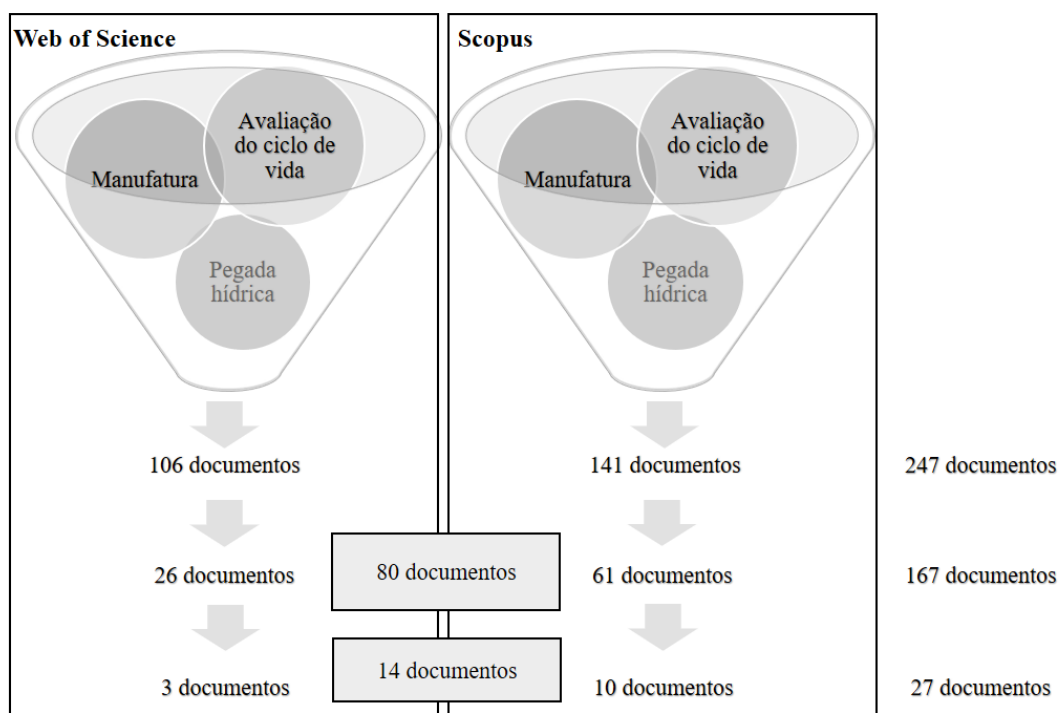 Web of Science
Avaliação
do ciclo de
vida
Manufatura
Pegada
hídrica
Scopus
Avaliação
do ciclo de
vida
Manufatura
Pegada
hídrica
106 documentos
141 documentos
247 documentos
26 documentos
80 documentos
61 documentos
167 documentos
3 documentos
14 documentos
10 documentos
27 documentos